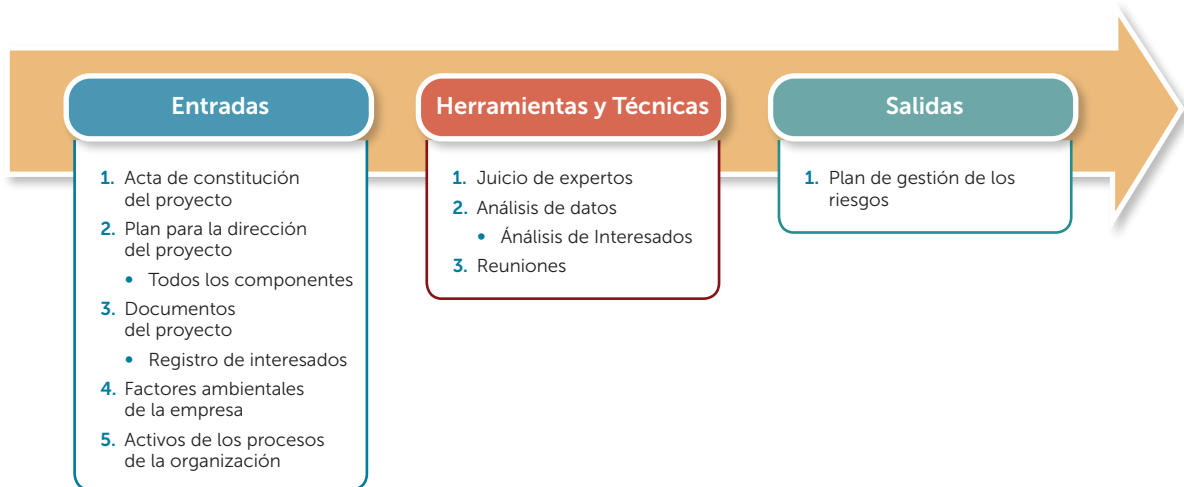 Entradas
1. Acta de constitución
del proyecto
2. Plan para la dirección
del proyecto
• Todos los componentes
3. Documentos
del proyecto
• Registro de interesados
4. Factores ambientales
de la empresa
5. Activos de los procesos
de la organización
Herramientas y Técnicas
1. Juicio de expertos
2. Análisis de datos
• Ánálisis de Interesados
3. Reuniones
Salidas
1. Plan de gestión de los
riesgos